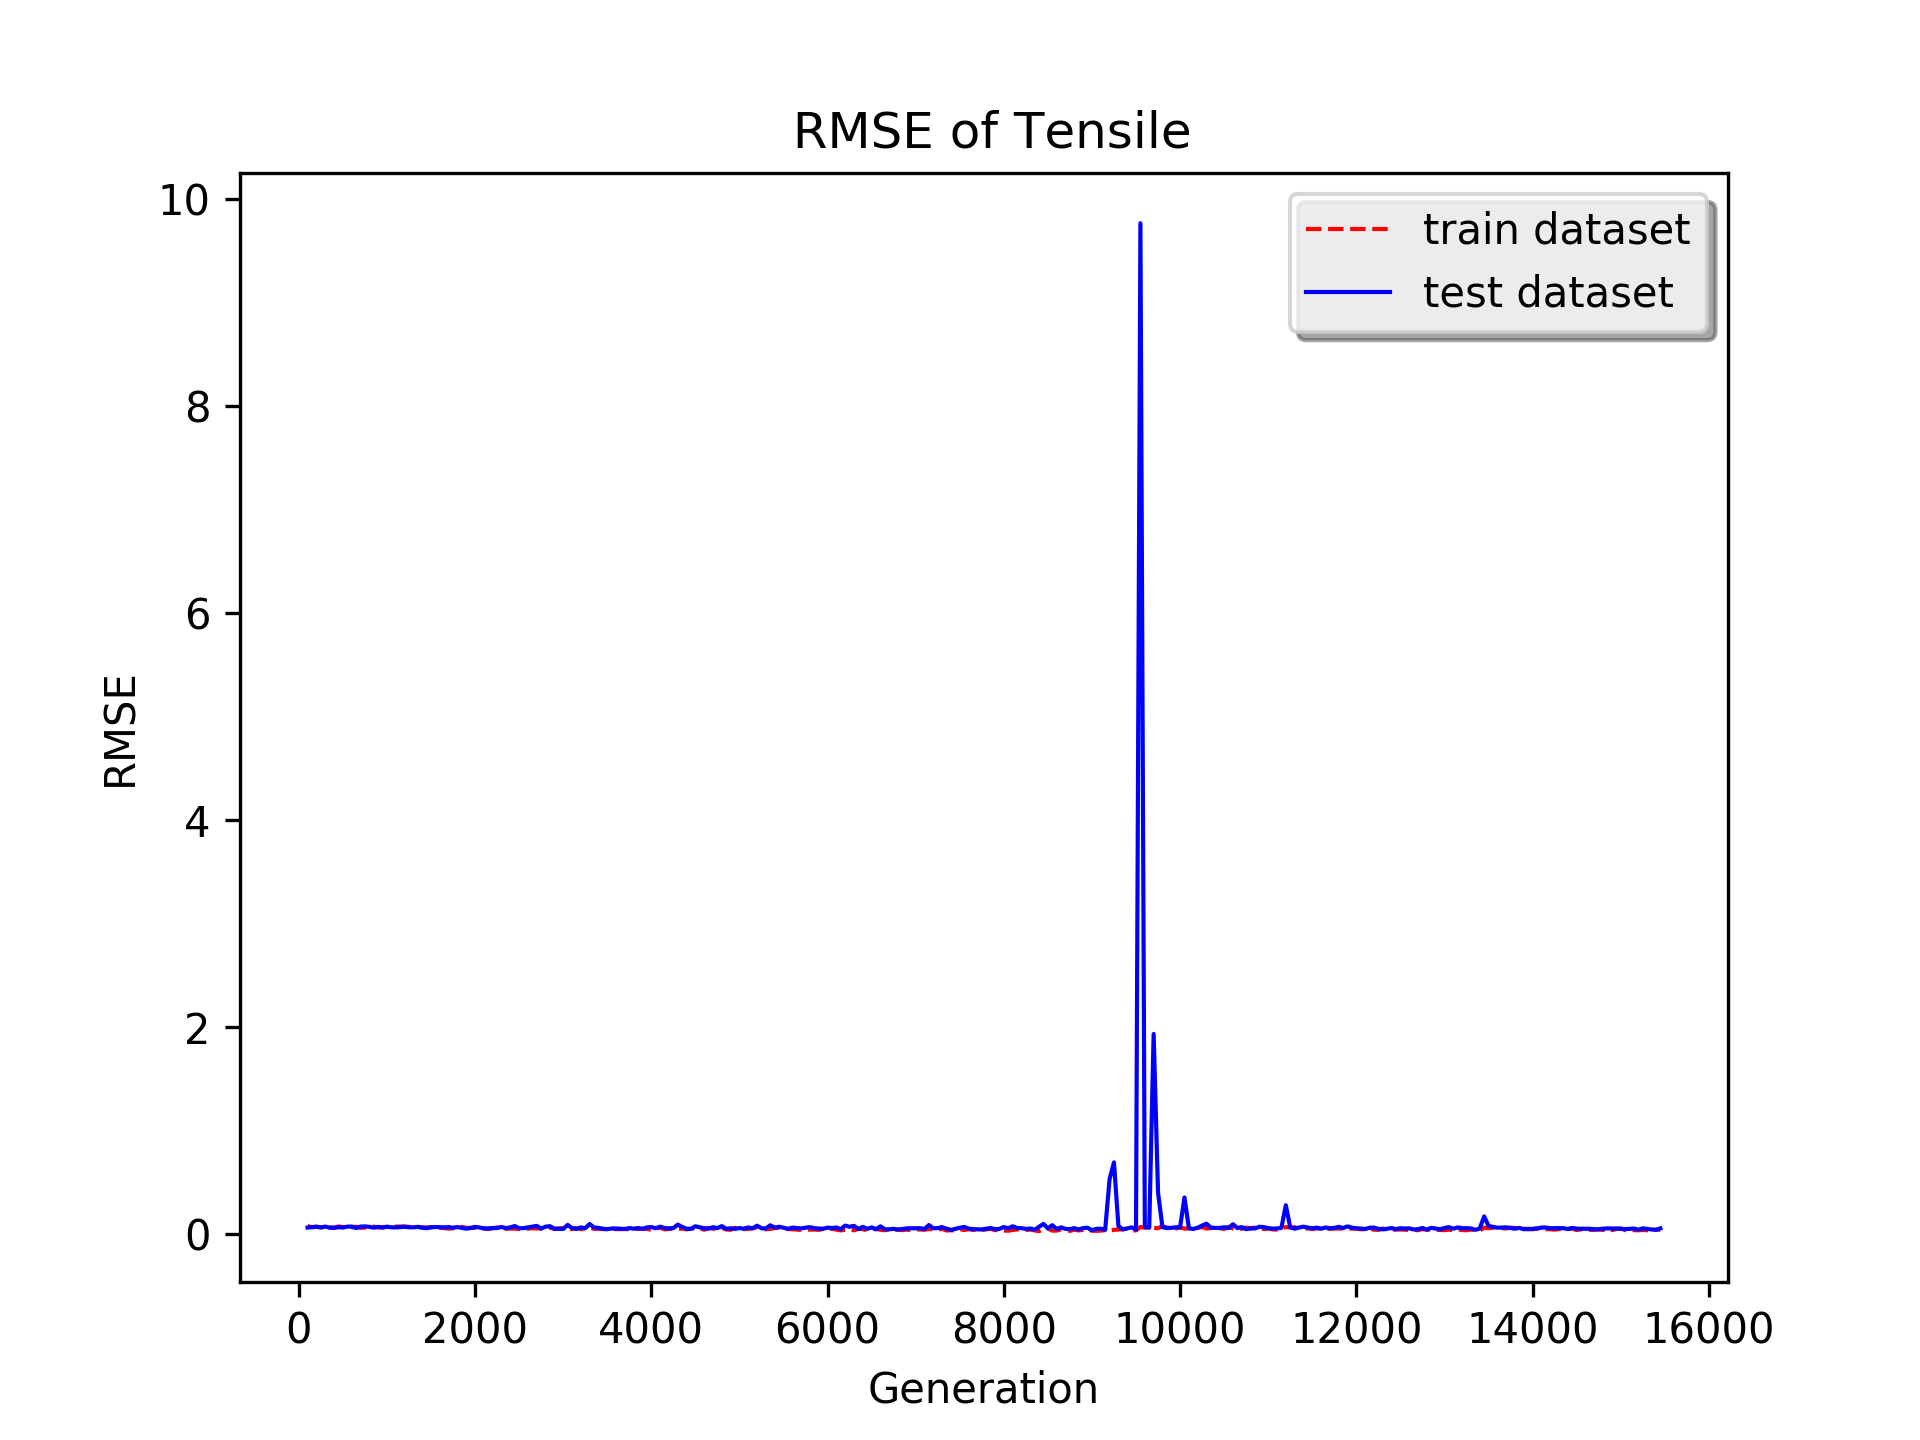 RMSE of Tensile
train dataset
test dataset
10
8
6
4
2
0
RMSE
0 2000 4000 6000 8000 10000 12000 14000 16000
Generation